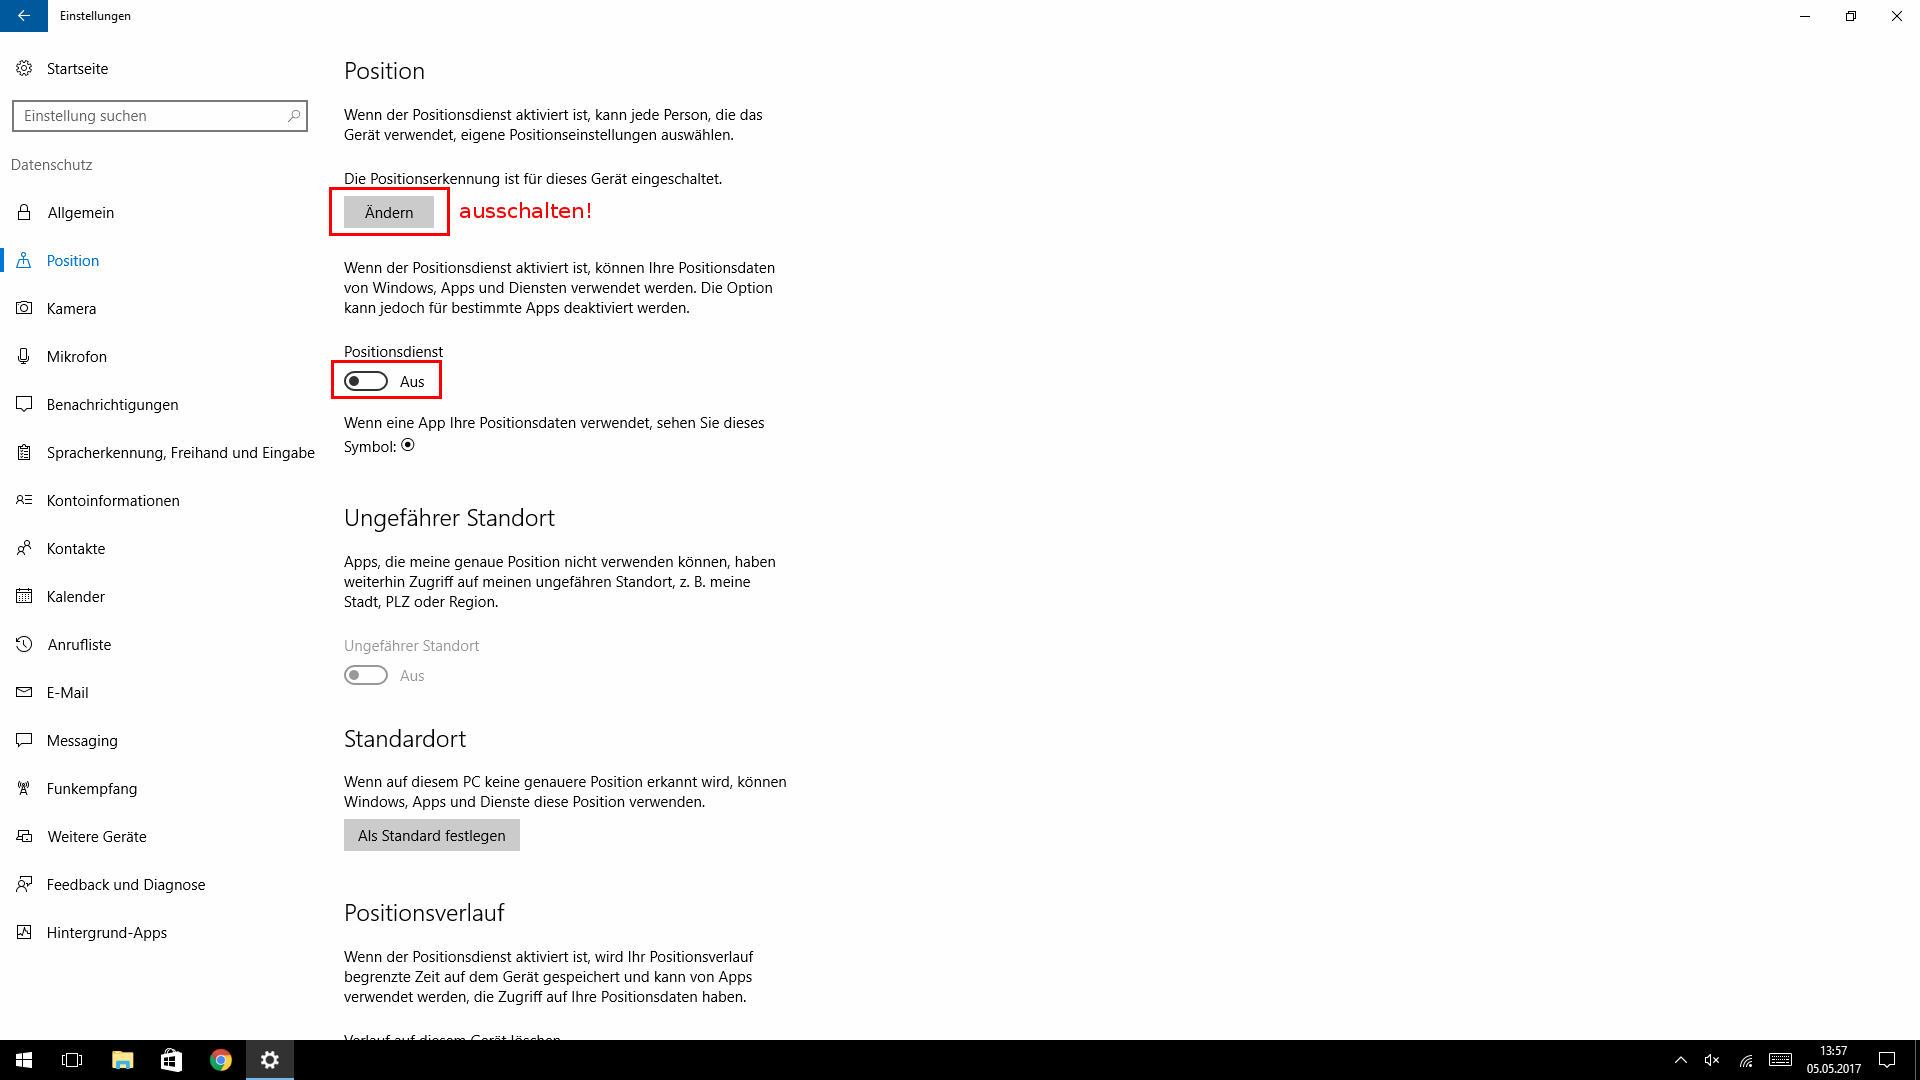 Einstellungen
Startseite
Einstellung suchen
Datenschutz
Allgemein
Position
Kamera
Mikrofon
Benachrichtigungen
Spracherkennung, Freihand und Eingabe
Kontoinformationen
Kontakte
Kalender
Anrufliste
E-Mail
Messaging
Funkempfang
Weitere Geräte
Feedback und Diagnose
Hintergrund-Apps
Position
Wenn der Positionsdienst aktiviert ist, kann jede Person, die das
Gerät verwendet, eigene Positionseinstellungen auswählen.
Die Positionserkennung ist für dieses Gerät eingeschaltet.
Ändern
ausschalten!
Wenn der Positionsdienst aktiviert ist, können Ihre Positionsdaten
von Windows, Apps und Diensten verwendet werden. Die Option
kann jedoch für bestimmte Apps deaktiviert werden.
Positionsdienst
Aus
Wenn eine App Ihre Positionsdaten verwendet, sehen Sie dieses
Symbol:
Ungefährer Standort
Apps, die meine genaue Position nicht verwenden können, haben
weiterhin Zugriff auf meinen ungefähren Standort, z. B. meine
Stadt, PLZ oder Region.
Ungefährer Standort
Aus
Standardort
Wenn auf diesem PC keine genauere Position erkannt wird, können
Windows, Apps und Dienste diese Position verwenden.
Als Standard festlegen
Positionsverlauf
Wenn der Positionsdienst aktiviert ist, wird Ihr Positionsverlauf
begrenzte Zeit auf dem Gerät gespeichert und kann von Apps
verwendet werden, die Zugriff auf Ihre Positionsdaten haben.
Verlauf auf diesem Gerät löschen
13:57
05.05.2017